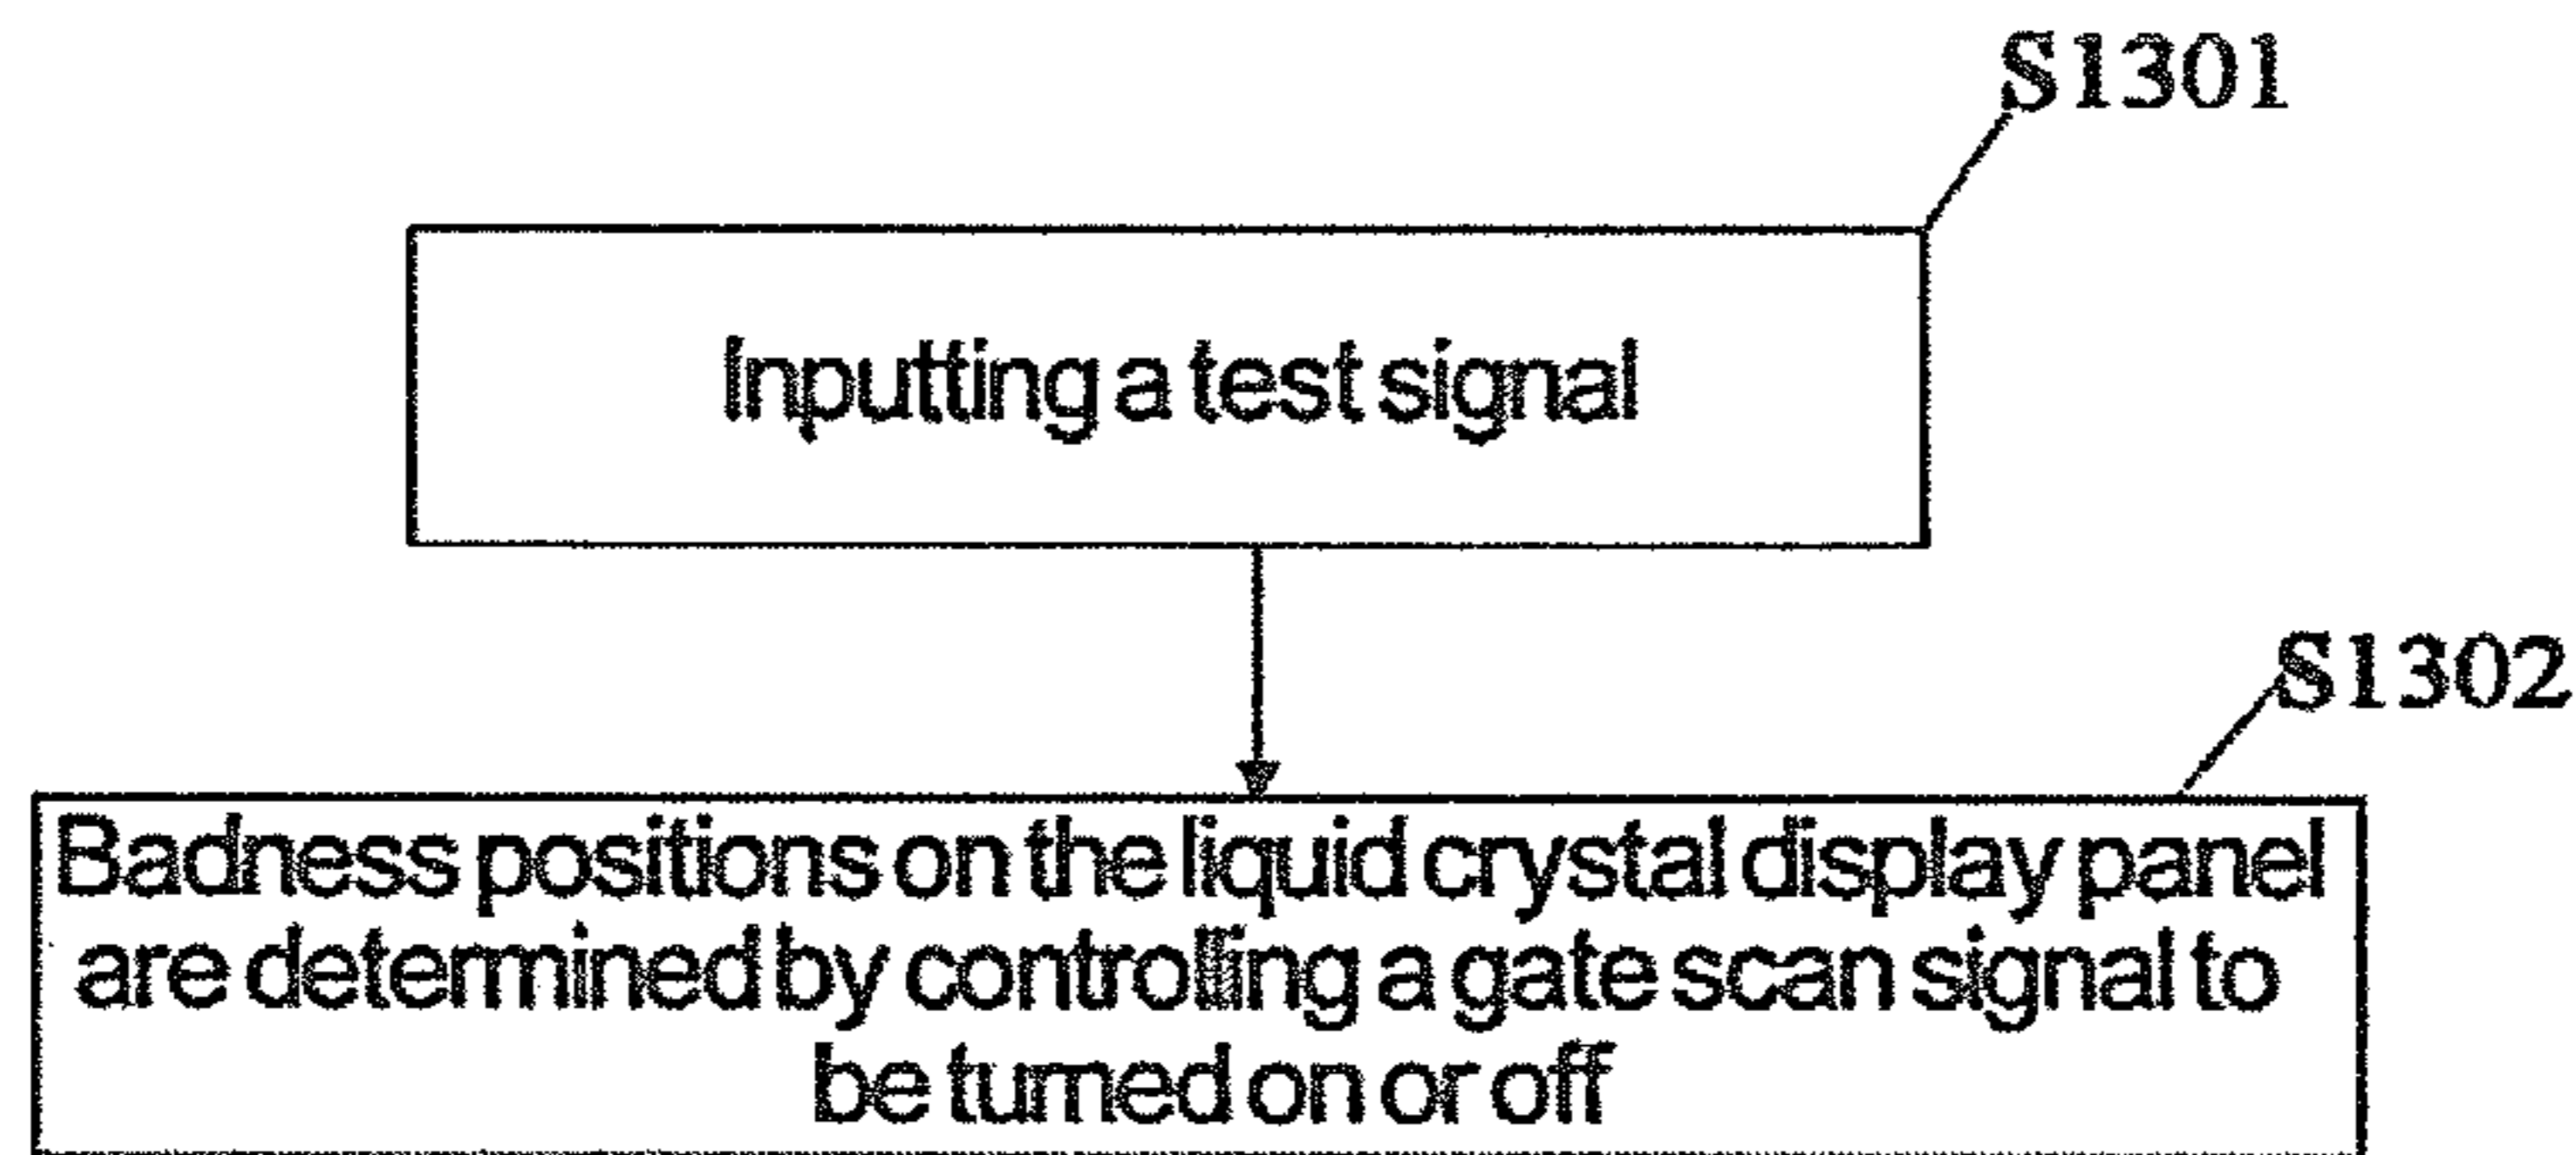 S1301
Inputting a test signal
S1302
Badness positions on the liquid crystal display panel
are determined by controlling a gate scan signal to
be turned on or off